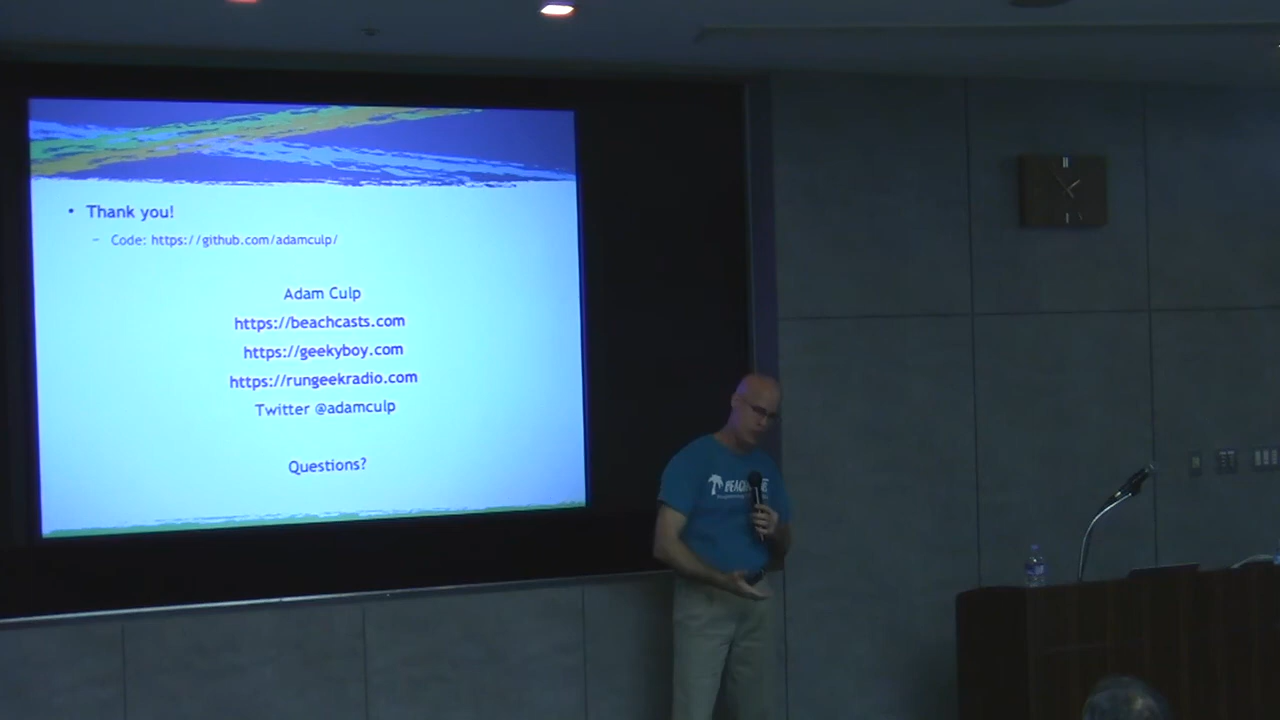 • Thank you!
– Code: https://github.com/adamculp/
Adam Culp
https://beachcasts.com
https://geekyboy.com
https://rungeekradio.com
Twitter @adamculp
Questions?